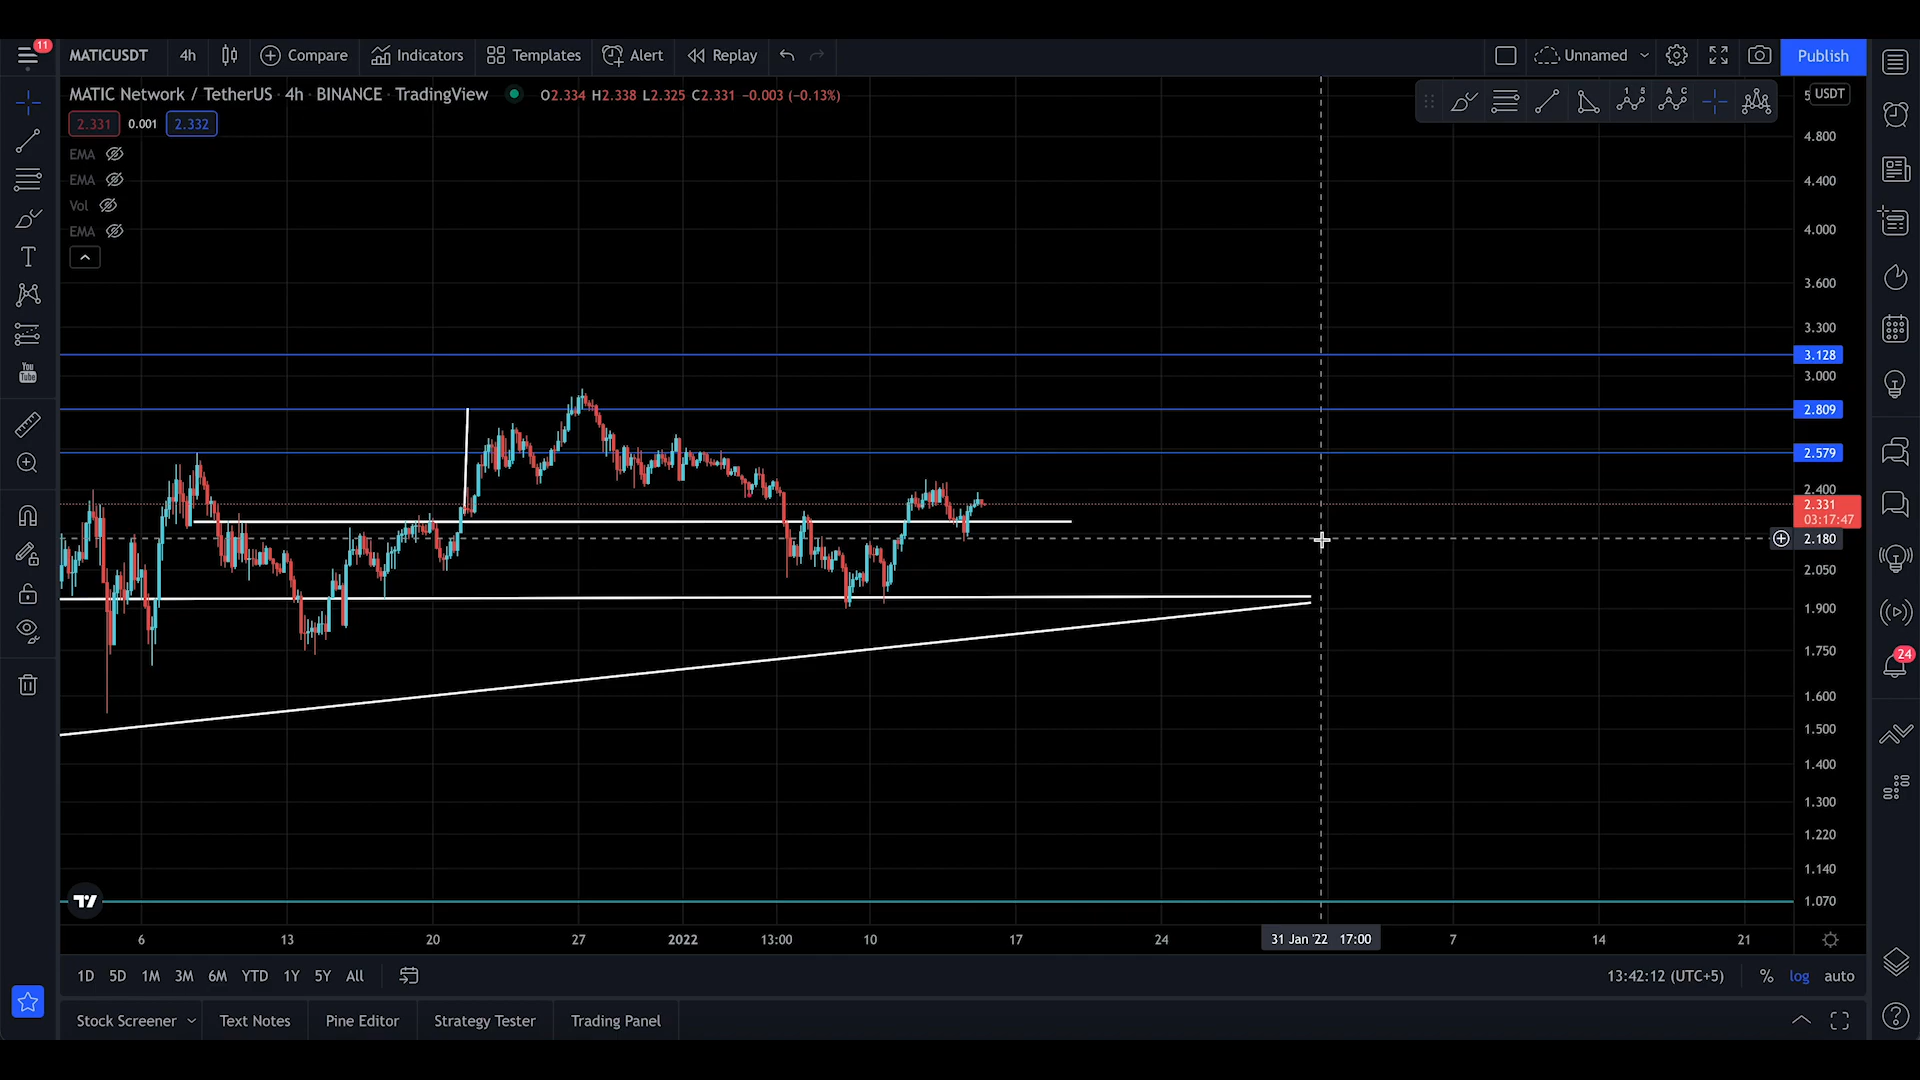 11
MATICUSDT 4h Compare Indicators Templates Alert Replay Unnamed Publish
MATIC Network / TetherUS · 4h · BINANCE · TradingView O2.334 H2.338 L2.325 C2.331 −0.003 (−0.13%)
2.331 0.001 2.332
EMA
EMA
Vol
EMA
1 5
A C
USDT
4.800
4.400
4.000
3.600
3.300
3.128
3.000
2.809
2.579
2.400
2.331
03:17:47
2.180
2.050
1.900
1.750
1.600
1.500
1.400
1.300
1.220
1.140
1.070
You
Tube
24
6 13 20 27 2022 13:00 10 17 24 31 Jan '22 17:00 7 14 21
1D 5D 1M 3M 6M YTD 1Y 5Y All 13:42:12 (UTC+5) % log auto
Stock Screener Text Notes Pine Editor Strategy Tester Trading Panel